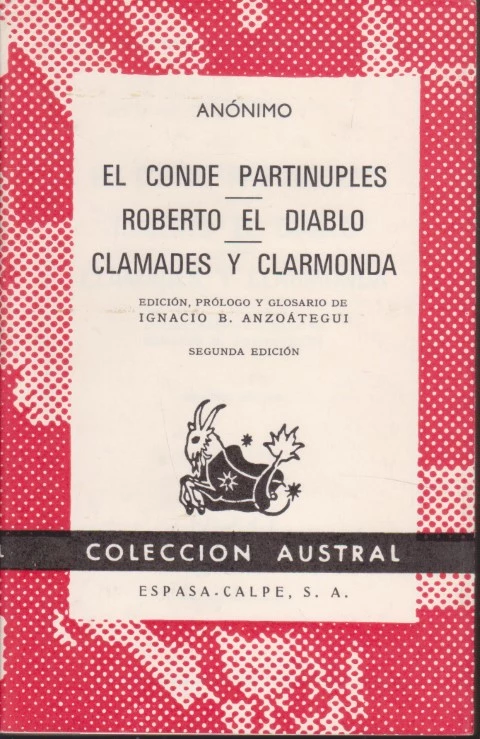 ANÓNIMO
EL CONDE PARTINUPLES
ROBERTO EL DIABLO
CLAMADES Y CLARMONDA
EDICIÓN, PRÓLOGO Y GLOSARIO DE
IGNACIO B. ANZOÁTEGUI
SEGUNDA EDICIÓN
COLECCION AUSTRAL
ESPASA-CALPE, S. A.